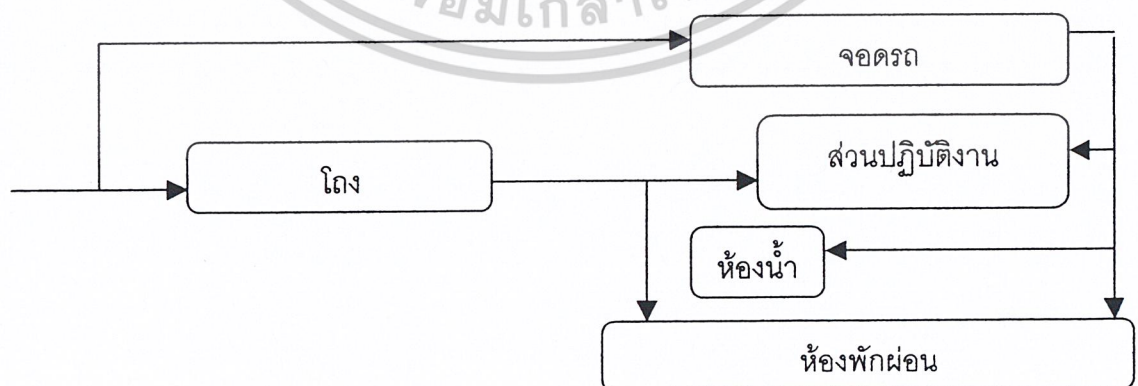 จอดรถ
ส่วนปฏิบัติงาน
โถง
ห้องน้ำ
ห้องพักผ่อน